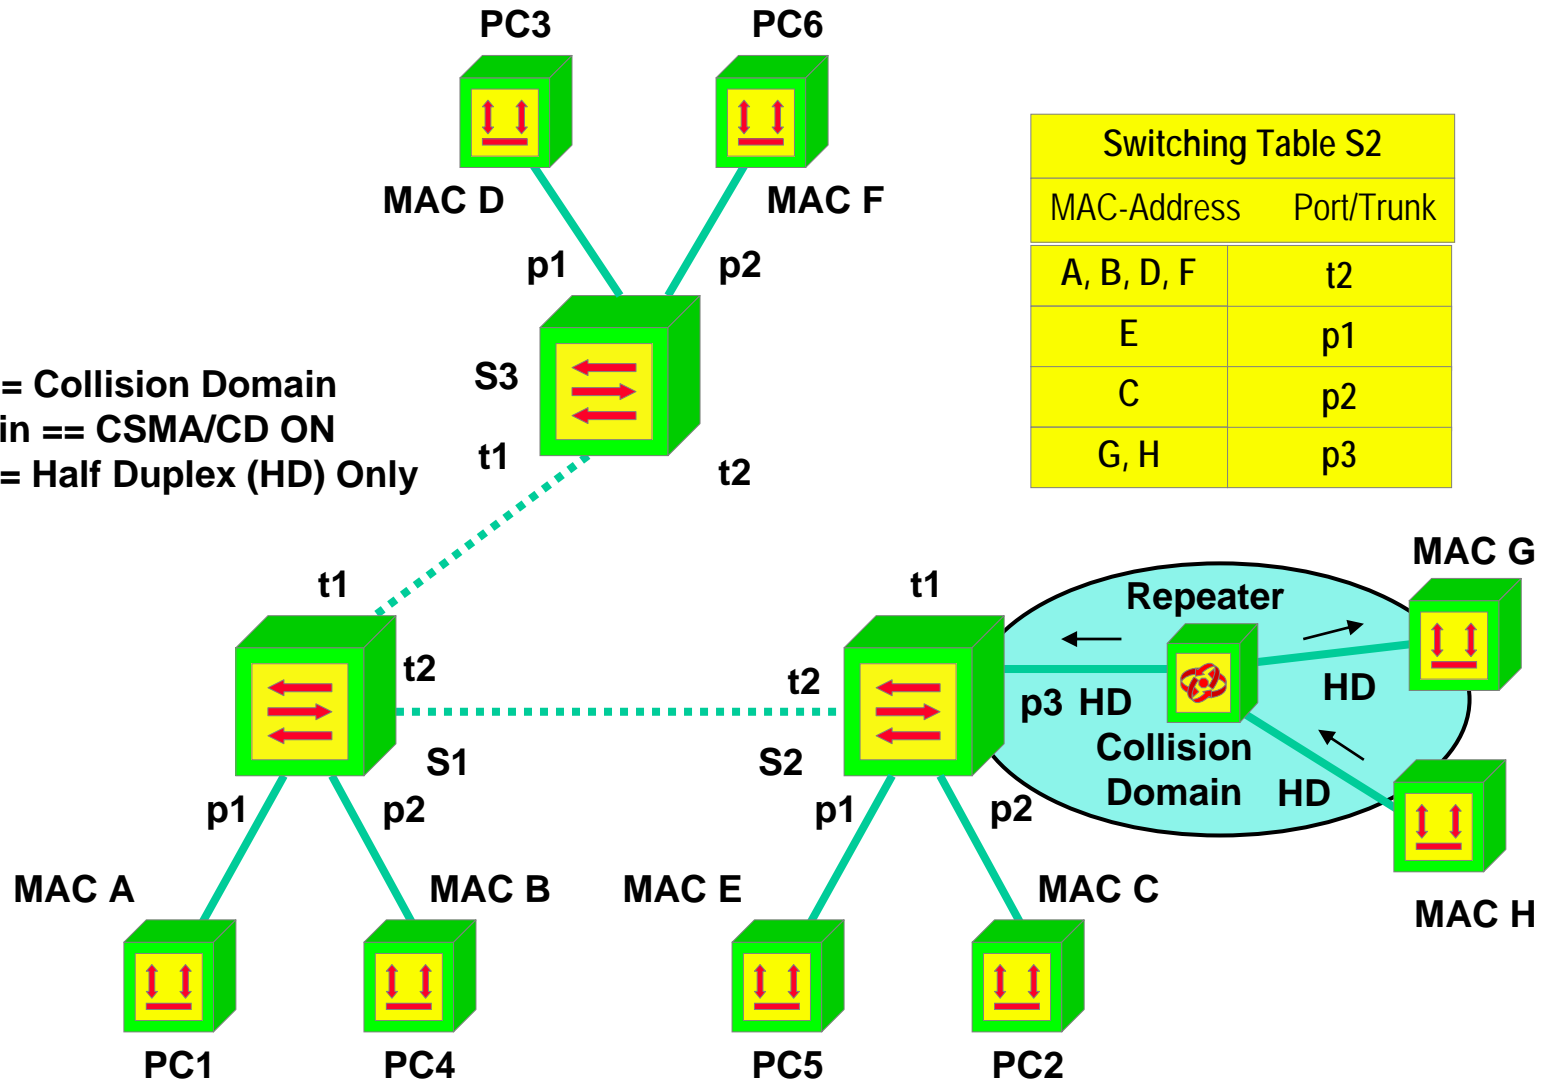 PC3 PC6
MAC D MAC F
p1 p2
S3
t1 t2
= Collision Domain
in == CSMA/CD ON
= Half Duplex (HD) Only
Switching Table S2
MAC-Address Port/Trunk
A, B, D, F t2
E p1
C p2
G, H p3
t1
t2
S1
p1 p2
MAC A MAC B
PC1 PC4
t1
t2
S2
p1 p2
MAC E MAC C
PC5 PC2
MAC G
Repeater
HD
p3 HD
Collision
Domain HD
MAC H